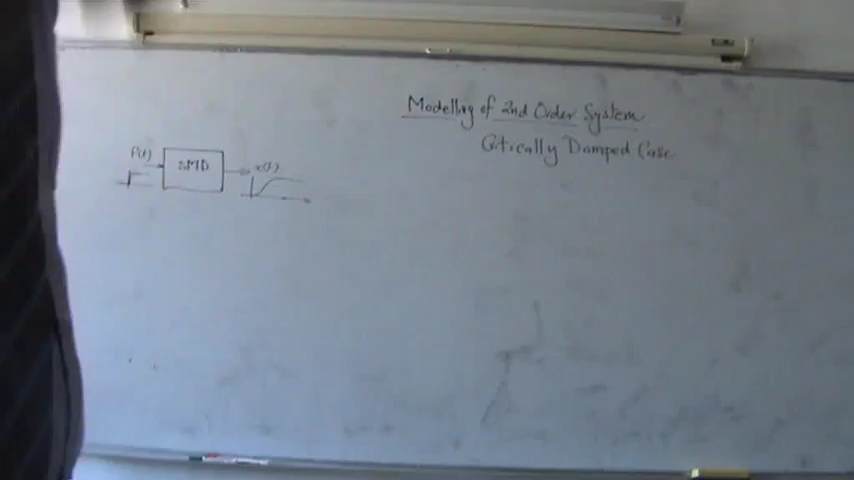 Modelling of 2nd Order System
Critically Damped Case
f(t)
SMD
x(t)